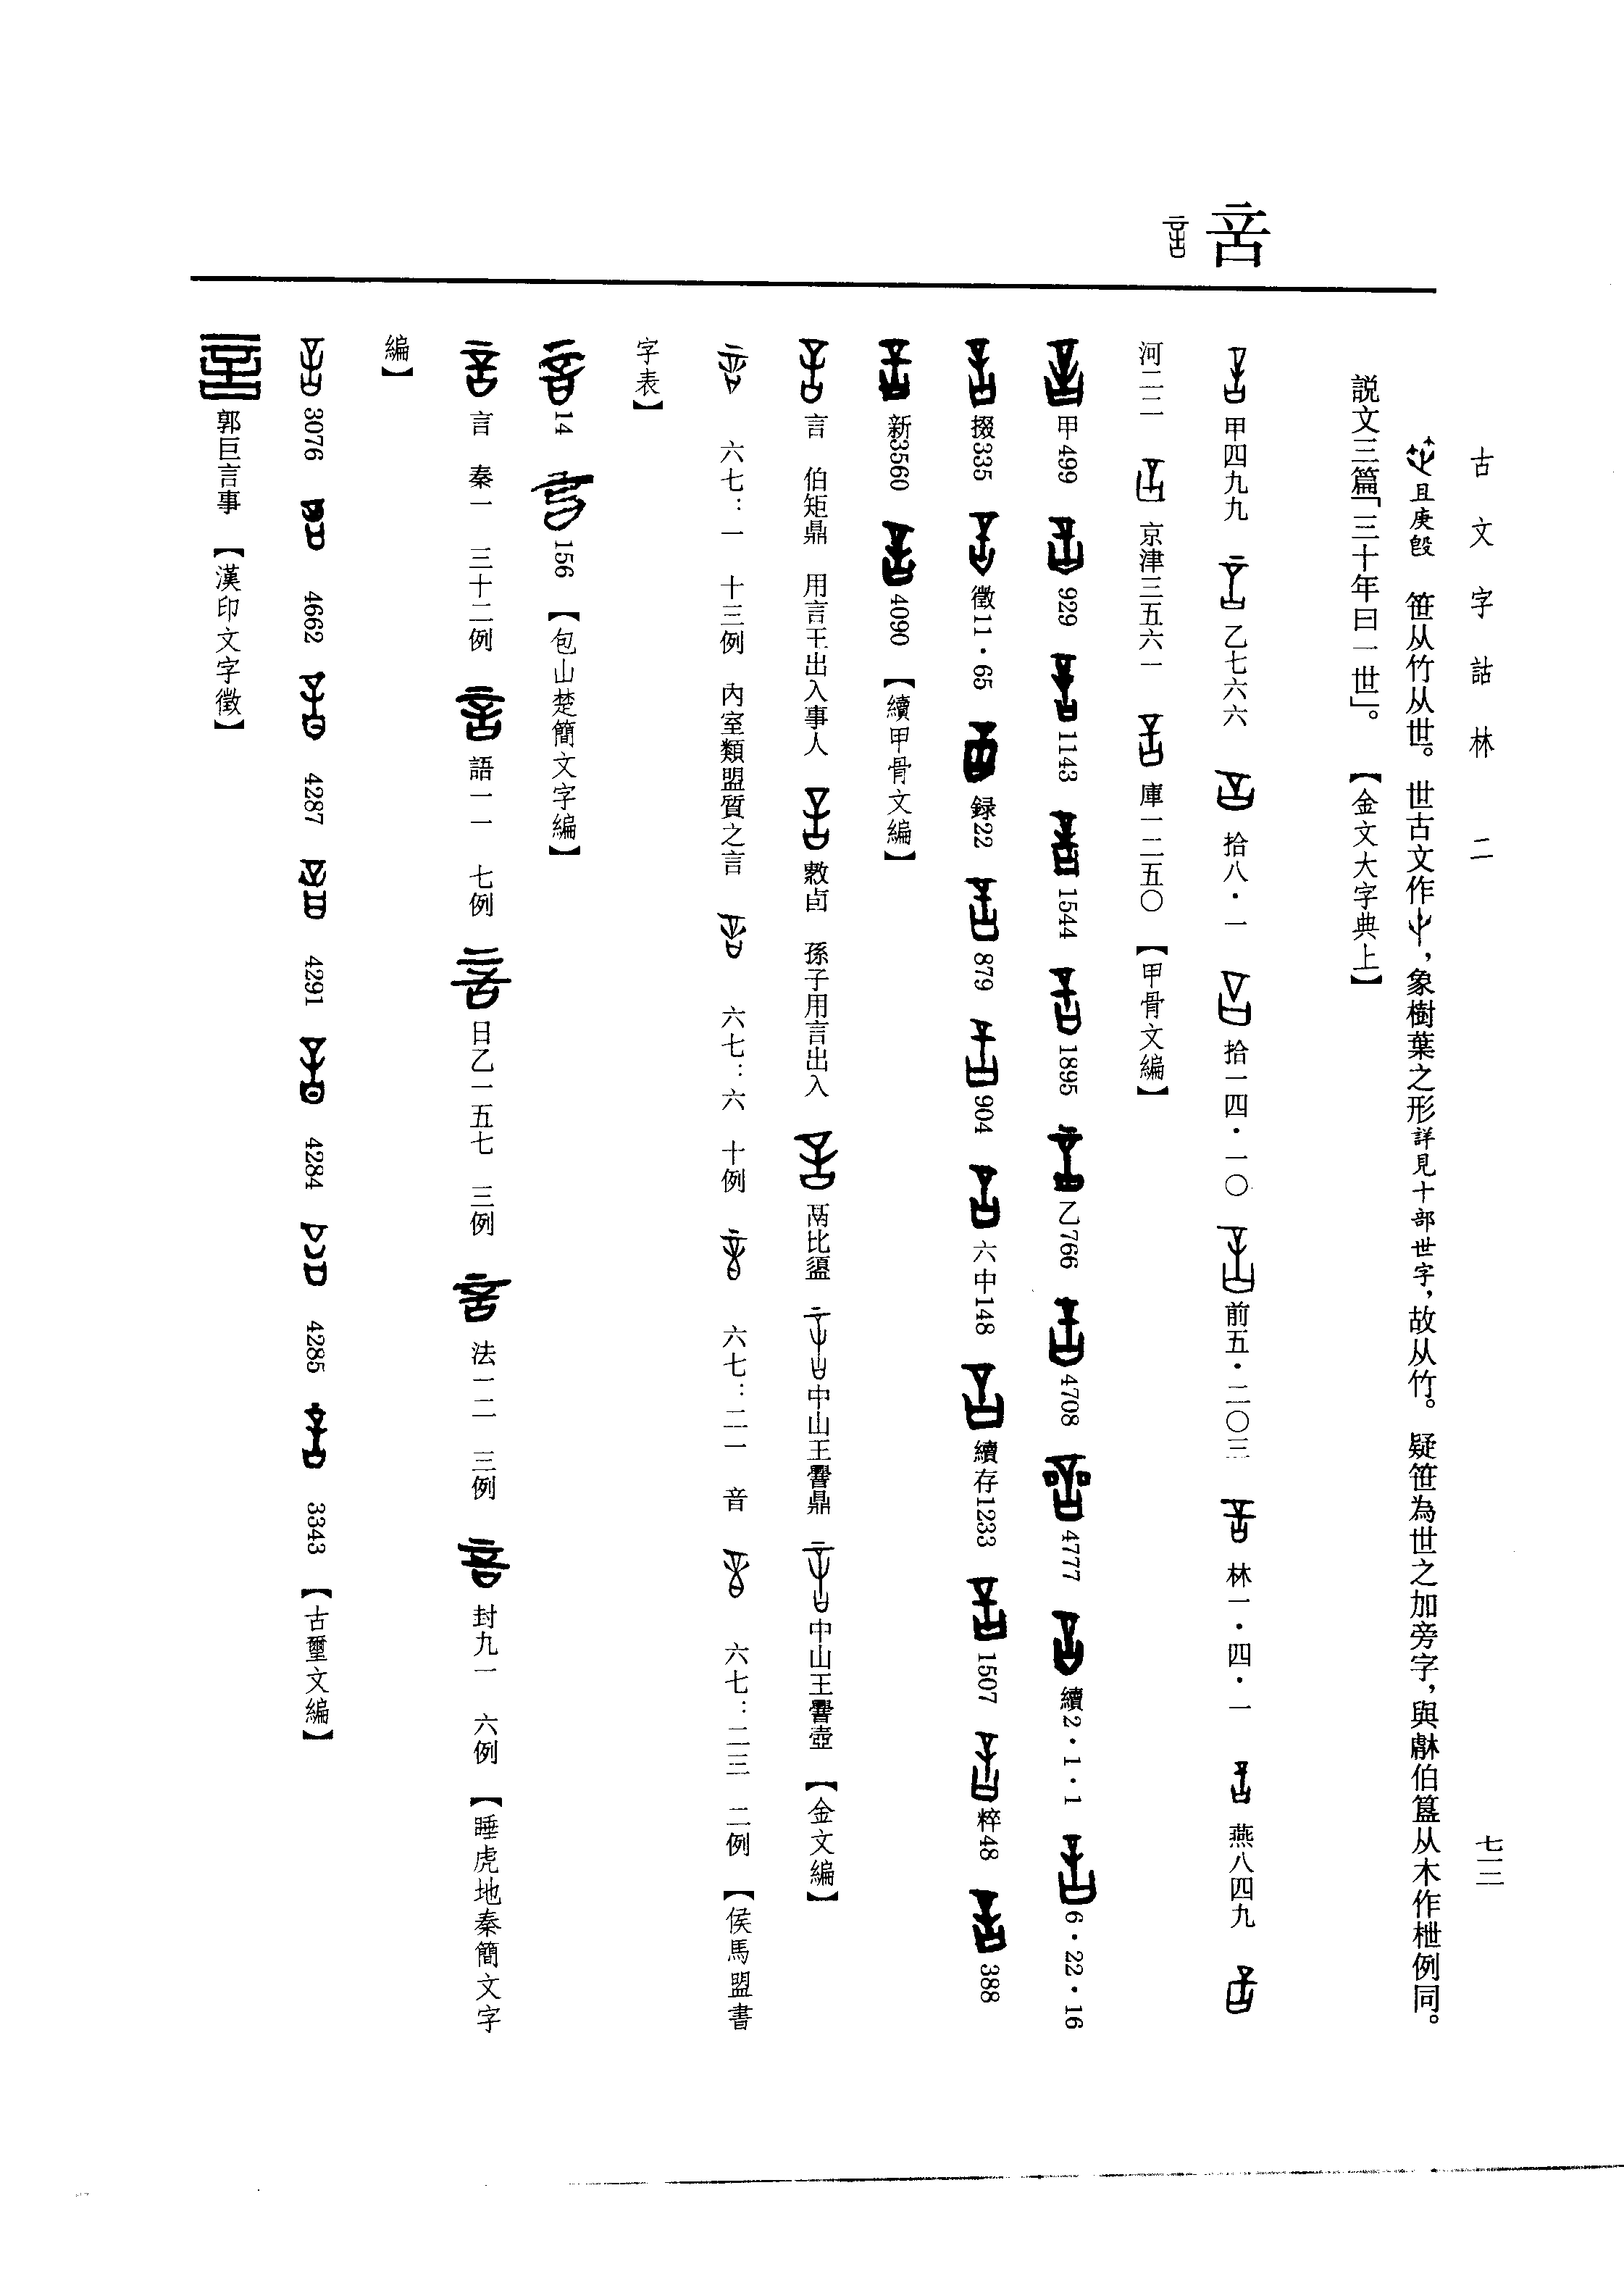 古文字詁林　二
七一二
且庚𣪘　笹从竹从世。世古文作，象樹葉之形詳見十部世字，故从竹。疑笹為世之加旁字，與獻伯簋从木作枻例同。
説文三篇「三十年曰一世」。　【金文大字典上】
甲四九九　乙七六六　拾八・一　拾一四・一〇　前五・二〇三　林一・四・一　燕八四九
河二二　京津三五六一　庫一二五〇　【甲骨文編】
甲499　929　1143　1544　1895　乙766　4708　4777　續2・1・1　6・22・16
掇335　徵11・65　録22　879　904　六中148　續存1233　1507　粹48　388
新3560　4090　【續甲骨文編】
言　伯矩鼎　用言王出入事人　卣　孫子用言出入　比盨　中山王鼎　中山王壺　【金文編】
六七：一　十三例　內室類盟質之言　六七：六　十例　六七：二一　音　六七：二三　二例　【侯馬盟書
字表】
14　156　【包山楚簡文字編】
言　秦一　三十二例　語一一　七例　日乙一五七　三例　法一二　三例　封九一　六例　【睡虎地秦簡文字
編】
3076　4662　4287　4291　4284　4285　3343　【古璽文編】
郭巨言事　【漢印文字徵】